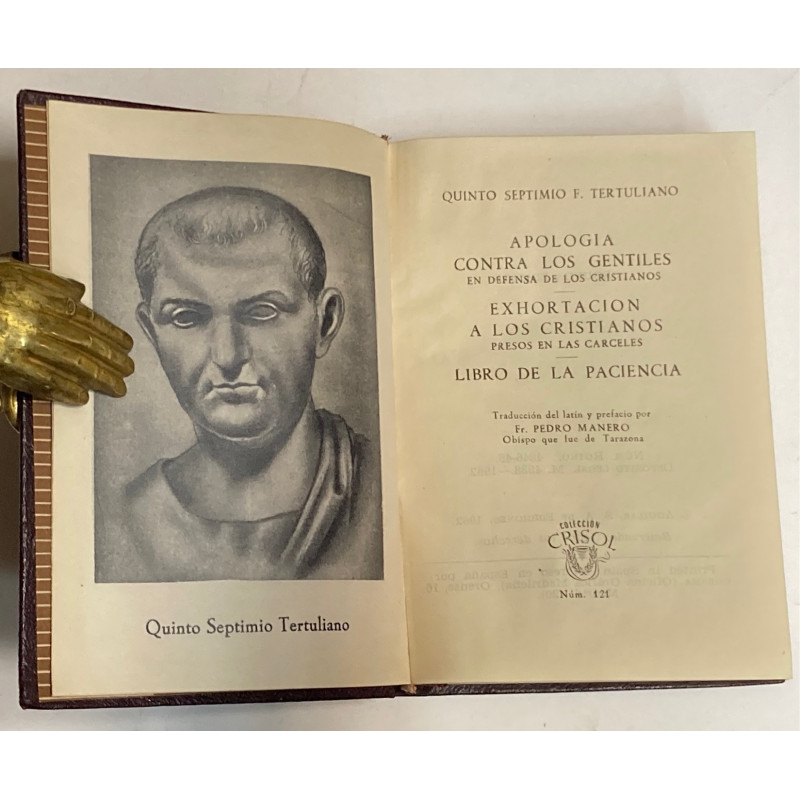 Quinto Septimio Tertuliano
QUINTO SEPTIMIO F. TERTULIANO
APOLOGIA
CONTRA LOS GENTILES
EN DEFENSA DE LOS CRISTIANOS
EXHORTACION
A LOS CRISTIANOS
PRESOS EN LAS CARCELES
LIBRO DE LA PACIENCIA
Traducción del latín y prefacio por
Fr. PEDRO MANERO
Obispo que fue de Tarazona
COLECCIÓN
CRISOL
Núm. 121